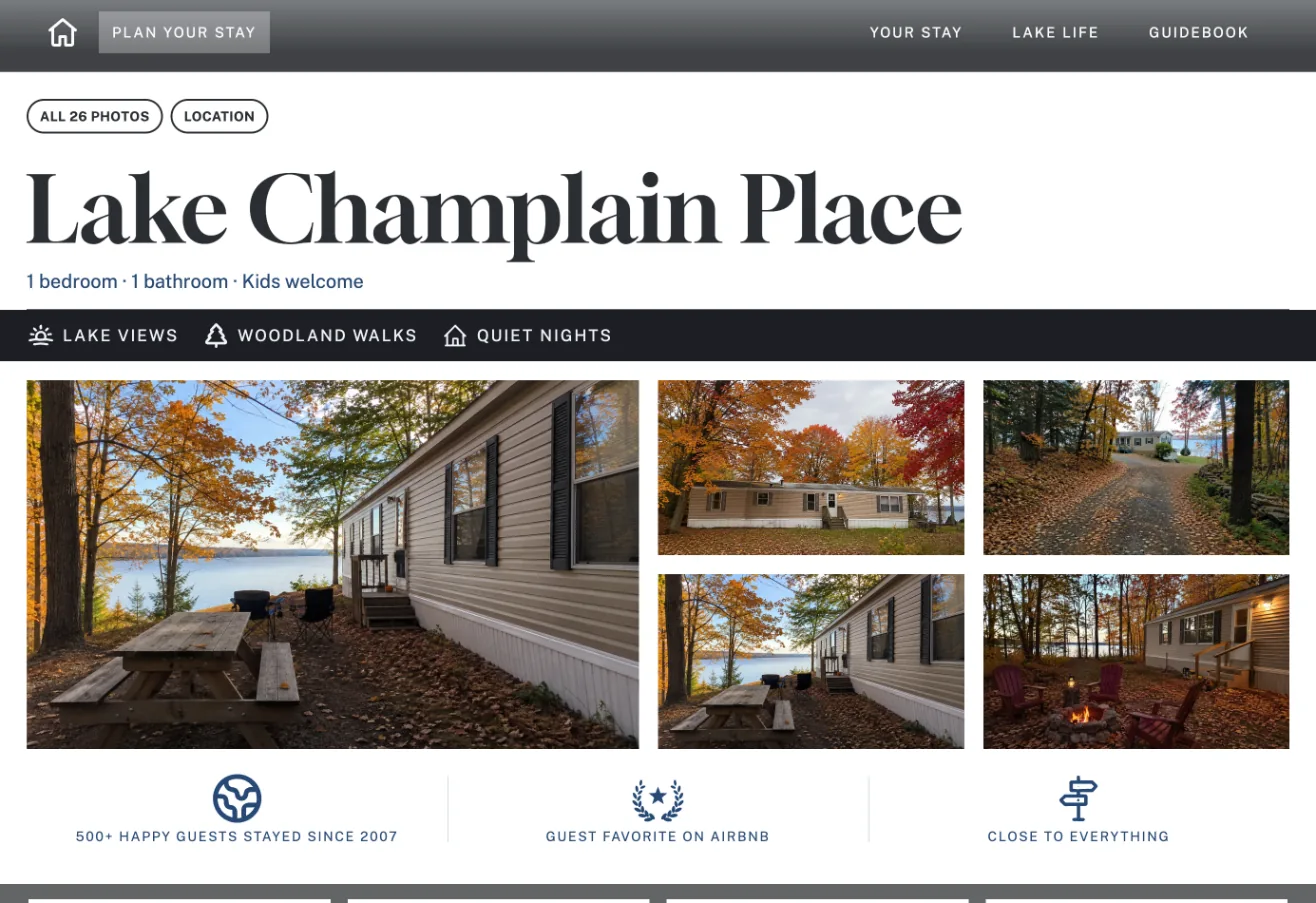 PLAN YOUR STAY
YOUR STAY
LAKE LIFE
GUIDEBOOK
ALL 26 PHOTOS
LOCATION
Lake Champlain Place
1 bedroom · 1 bathroom · Kids welcome
LAKE VIEWS
WOODLAND WALKS
QUIET NIGHTS
500+ HAPPY GUESTS STAYED SINCE 2007
GUEST FAVORITE ON AIRBNB
CLOSE TO EVERYTHING